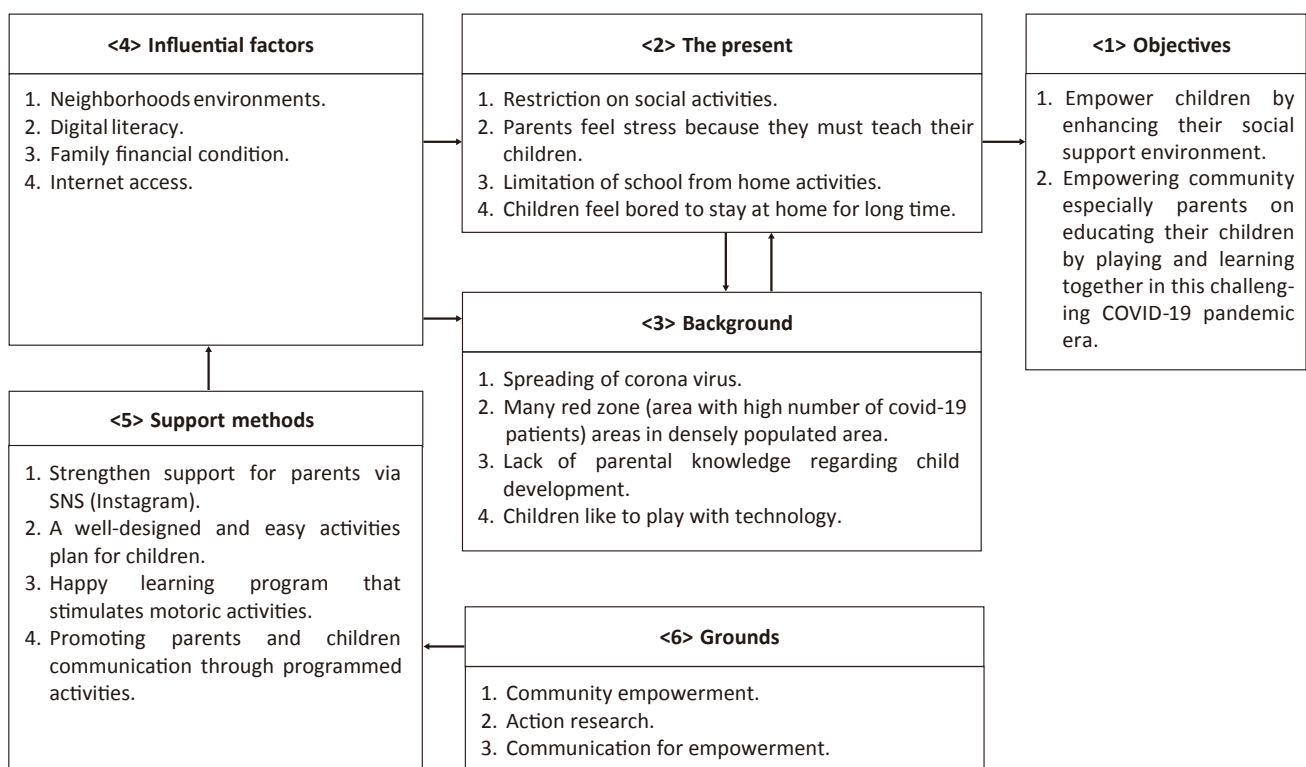 <4> Influential factors
1. Neighborhoods environments.
2. Digital literacy.
3. Family financial condition.
4. Internet access.
<2> The present
1. Restriction on social activities.
2. Parents feel stress because they must teach their
children.
3. Limitation of school from home activities.
4. Children feel bored to stay at home for long time.
<1> Objectives
1. Empower children by
enhancing their social
support environment.
2. Empowering community
especially parents on
educating their children
by playing and learning
together in this challeng-
ing COVID-19 pandemic
era.
<3> Background
1. Spreading of corona virus.
2. Many red zone (area with high number of covid-19
patients) areas in densely populated area.
3. Lack of parental knowledge regarding child
development.
4. Children like to play with technology.
<5> Support methods
1. Strengthen support for parents via
SNS (Instagram).
2. A well-designed and easy activities
plan for children.
3. Happy learning program that
stimulates motoric activities.
4. Promoting parents and children
communication through programmed
activities.
<6> Grounds
1. Community empowerment.
2. Action research.
3. Communication for empowerment.